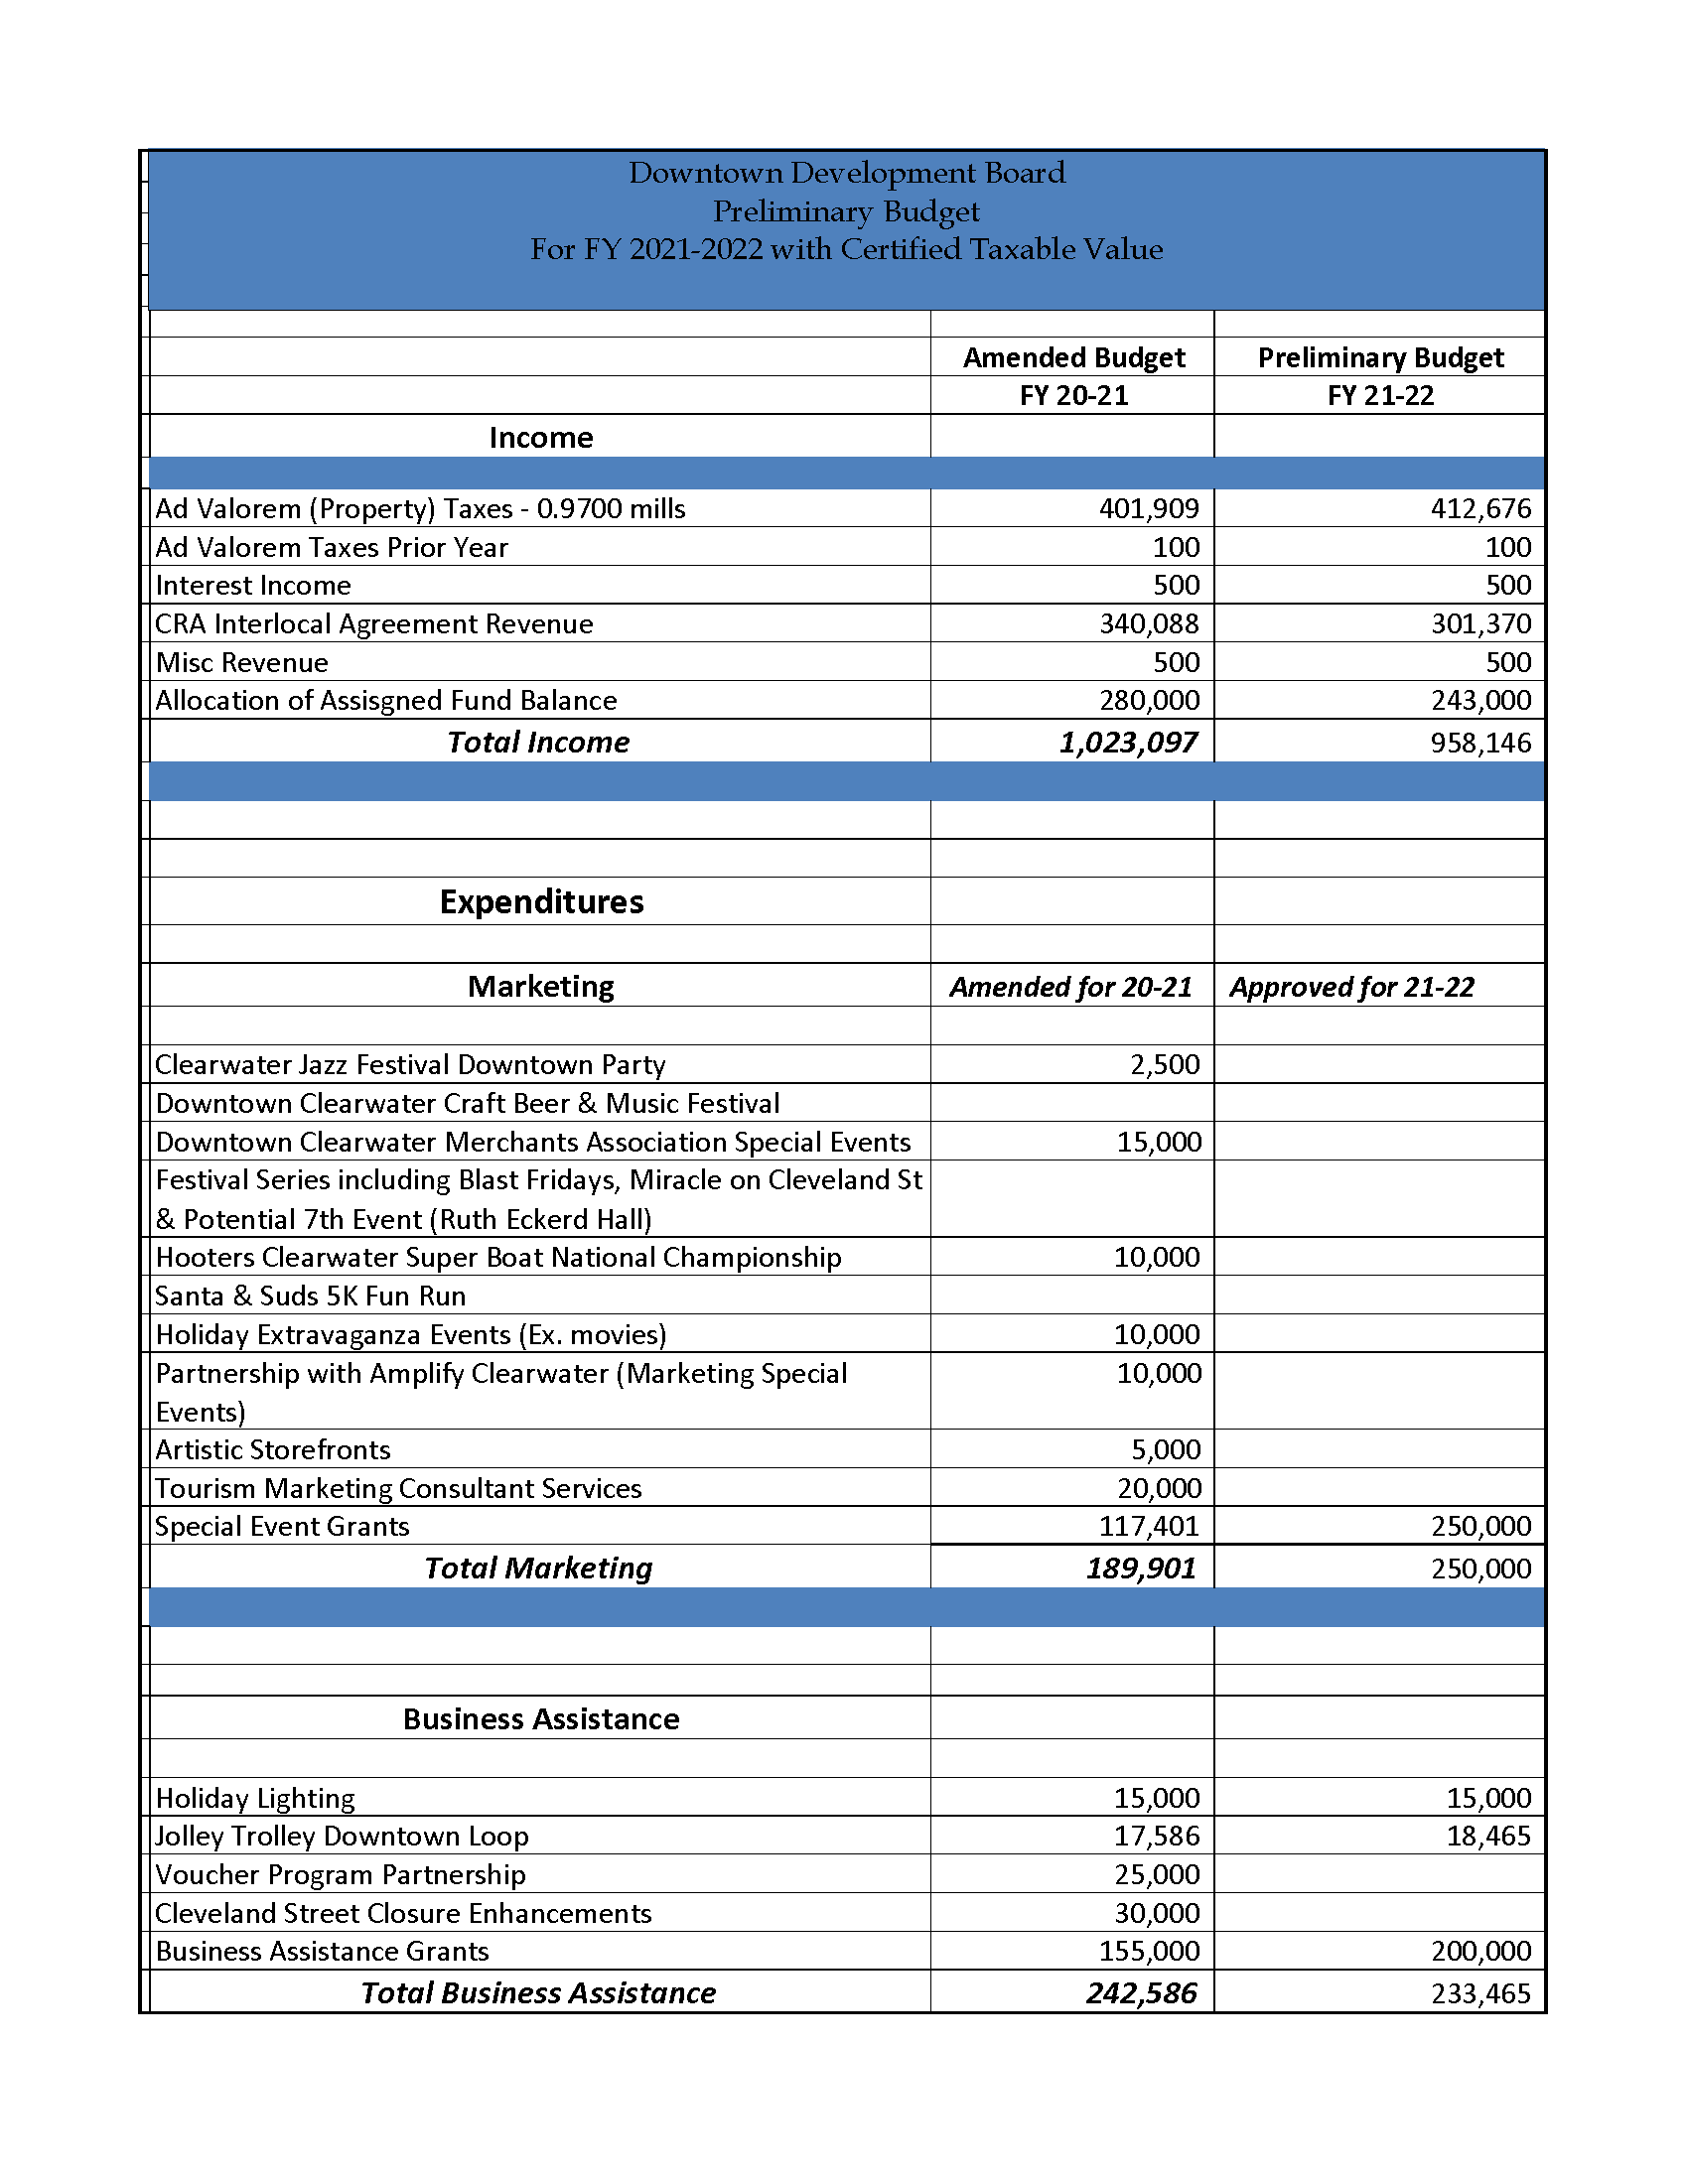 Downtown Development Board
Preliminary Budget
For FY 2021-2022 with Certified Taxable Value
Amended Budget Preliminary Budget
FY 20-21 FY 21-22
Income
Ad Valorem (Property) Taxes - 0.9700 mills 401,909 412,676
Ad Valorem Taxes Prior Year 100 100
Interest Income 500 500
CRA Interlocal Agreement Revenue 340,088 301,370
Misc Revenue 500 500
Allocation of Assisgned Fund Balance 280,000 243,000
Total Income 1,023,097 958,146
Expenditures
Marketing Amended for 20-21 Approved for 21-22
Clearwater Jazz Festival Downtown Party 2,500
Downtown Clearwater Craft Beer & Music Festival
Downtown Clearwater Merchants Association Special Events 15,000
Festival Series including Blast Fridays, Miracle on Cleveland St
& Potential 7th Event (Ruth Eckerd Hall)
Hooters Clearwater Super Boat National Championship 10,000
Santa & Suds 5K Fun Run
Holiday Extravaganza Events (Ex. movies) 10,000
Partnership with Amplify Clearwater (Marketing Special 10,000
Events)
Artistic Storefronts 5,000
Tourism Marketing Consultant Services 20,000
Special Event Grants 117,401 250,000
Total Marketing 189,901 250,000
Business Assistance
Holiday Lighting 15,000 15,000
Jolley Trolley Downtown Loop 17,586 18,465
Voucher Program Partnership 25,000
Cleveland Street Closure Enhancements 30,000
Business Assistance Grants 155,000 200,000
Total Business Assistance 242,586 233,465